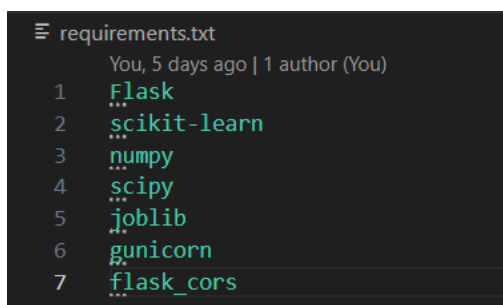 requirements.txt
You, 5 days ago | 1 author (You)
1 Flask
2 scikit-learn
3 numpy
4 scipy
5 joblib
6 gunicorn
7 flask_cors